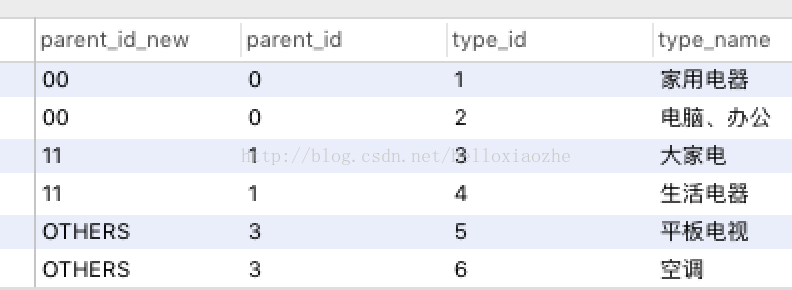 parent_id_new parent_id type_id type_name
00 0 1 家用电器
00 0 2 电脑、办公
11 1 3 大家电
http://blog.csdn.net/helloxiaozhe
11 1 4 生活电器
OTHERS 3 5 平板电视
OTHERS 3 6 空调